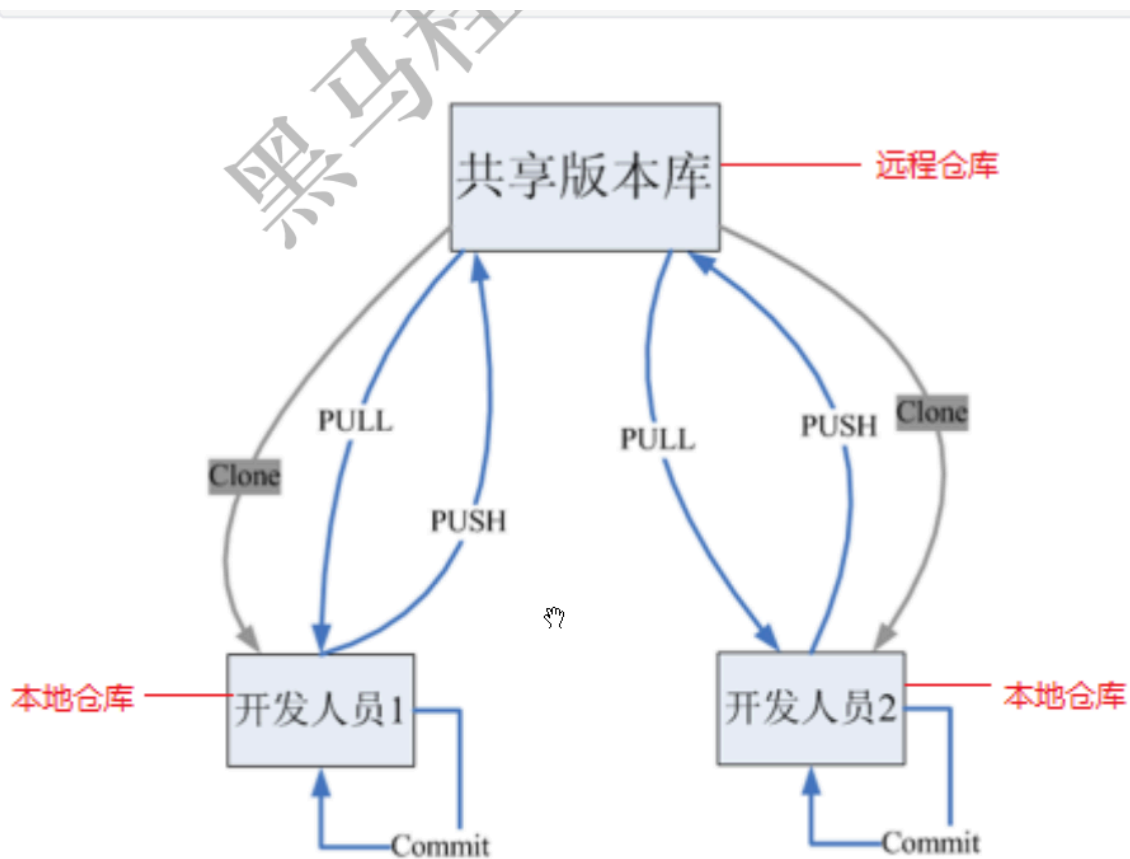 黑马程
共享版本库
远程仓库
PULL
Clone
PUSH
PULL
PUSH
Clone
本地仓库
开发人员1
开发人员2
本地仓库
Commit
Commit